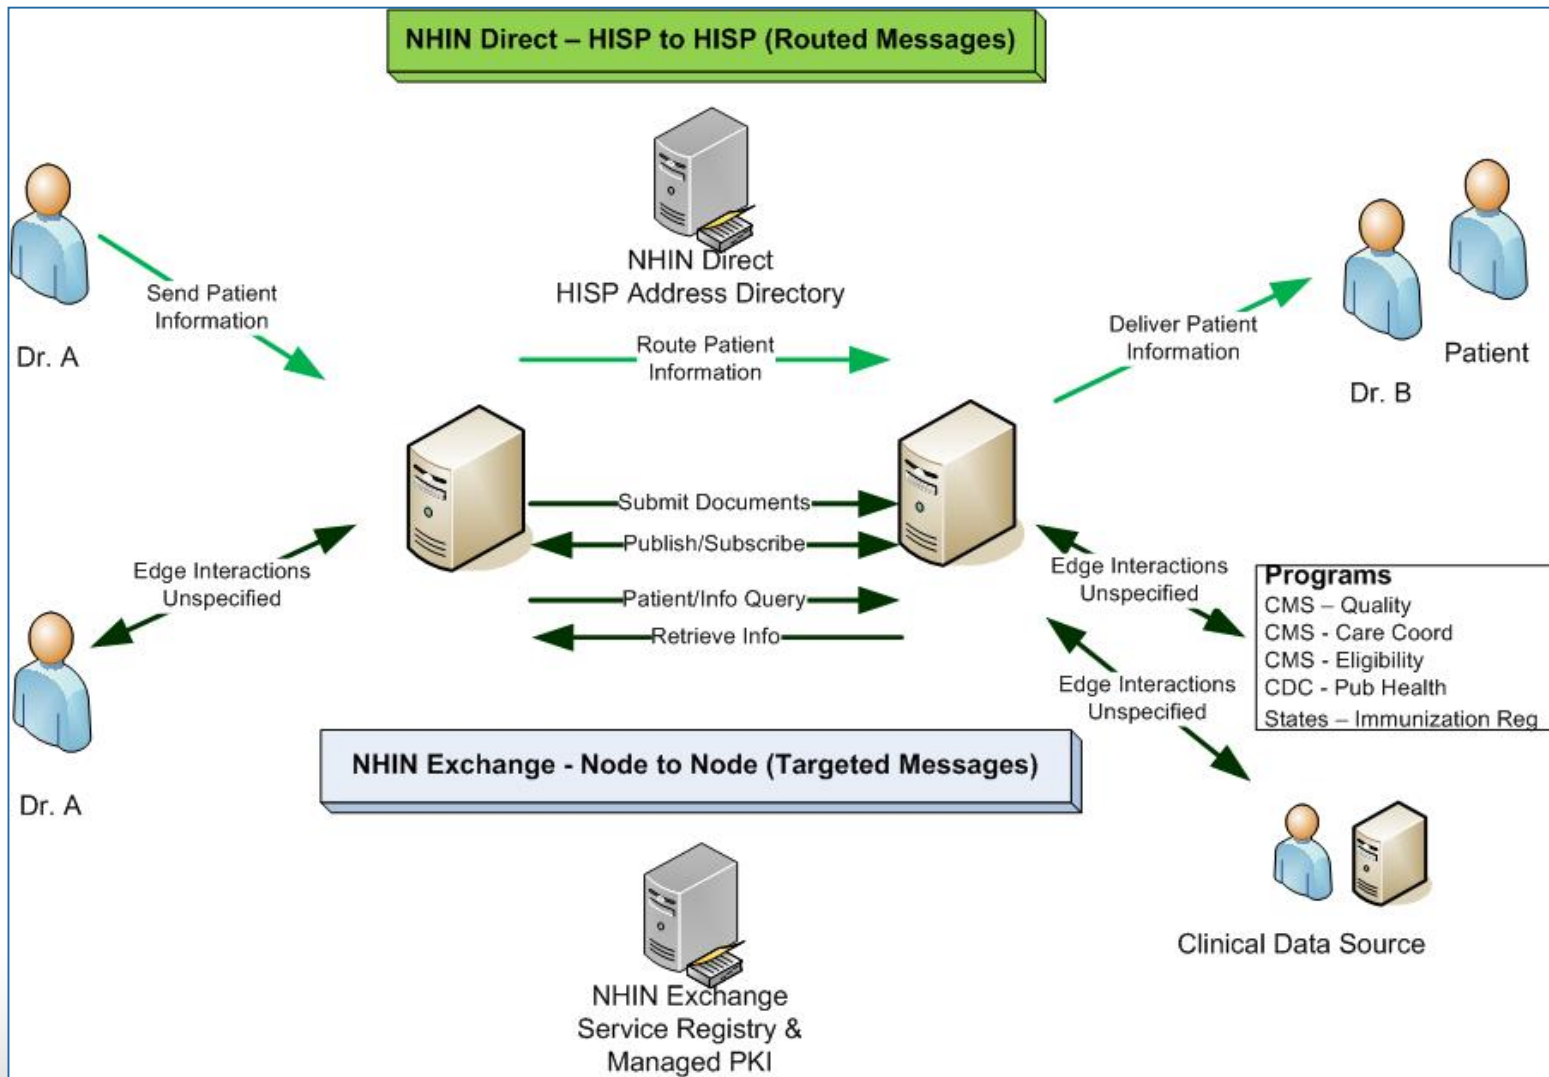 NHIN Direct – HISP to HISP (Routed Messages)
NHIN Direct
HISP Address Directory
Send Patient
Information
Dr. A
Route Patient
Information
Deliver Patient
Information
Patient
Dr. B
Submit Documents
Publish/Subscribe
Patient/Info Query
Retrieve Info
Edge Interactions
Unspecified
Dr. A
Edge Interactions
Unspecified
Programs
CMS – Quality
CMS - Care Coord
CMS - Eligibility
CDC - Pub Health
States – Immunization Reg
Edge Interactions
Unspecified
NHIN Exchange - Node to Node (Targeted Messages)
Clinical Data Source
NHIN Exchange
Service Registry &
Managed PKI